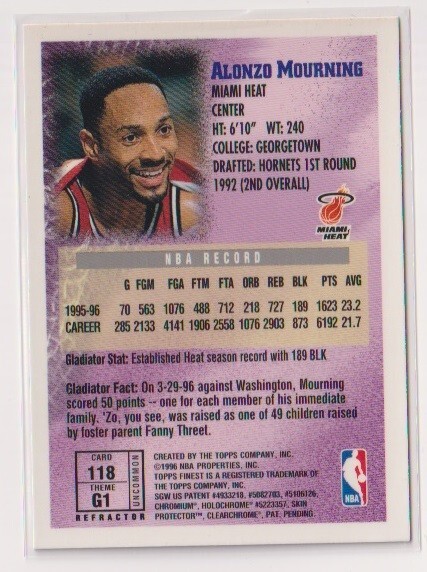 ALONZO MOURNING
MIAMI HEAT
CENTER
HT: 6'10" WT: 240
COLLEGE: GEORGETOWN
DRAFTED: HORNETS 1ST ROUND
1992 (2ND OVERALL)
MIAMI
HEAT
NBA RECORD
G FGM FGA FTM FTA ORB REB BLK PTS AVG
1995-96 70 563 1076 488 712 218 727 189 1623 23.2
CAREER 285 2133 4141 1906 2558 1076 2903 873 6192 21.7
Gladiator Stat: Established Heat season record with 189 BLK
Gladiator Fact: On 3-29-96 against Washington, Mourning
scored 50 points -- one for each member of his immediate
family. 'Zo, you see, was raised as one of 49 children raised
by foster parent Fanny Threet.
CARD
118
THEME
G1
UNCOMMON
REFRACTOR
CREATED BY THE TOPPS COMPANY, INC.
©1996 NBA PROPERTIES, INC.
TOPPS FINEST IS A REGISTERED TRADEMARK OF
THE TOPPS COMPANY, INC.
SGW US PATENT #4933218, #5082703, #5106126,
CHROMIUM®, HOLOCHROME® #5223357, SKIN
PROTECTOR™, CLEARCHROME®, PAT. PENDING.
NBA